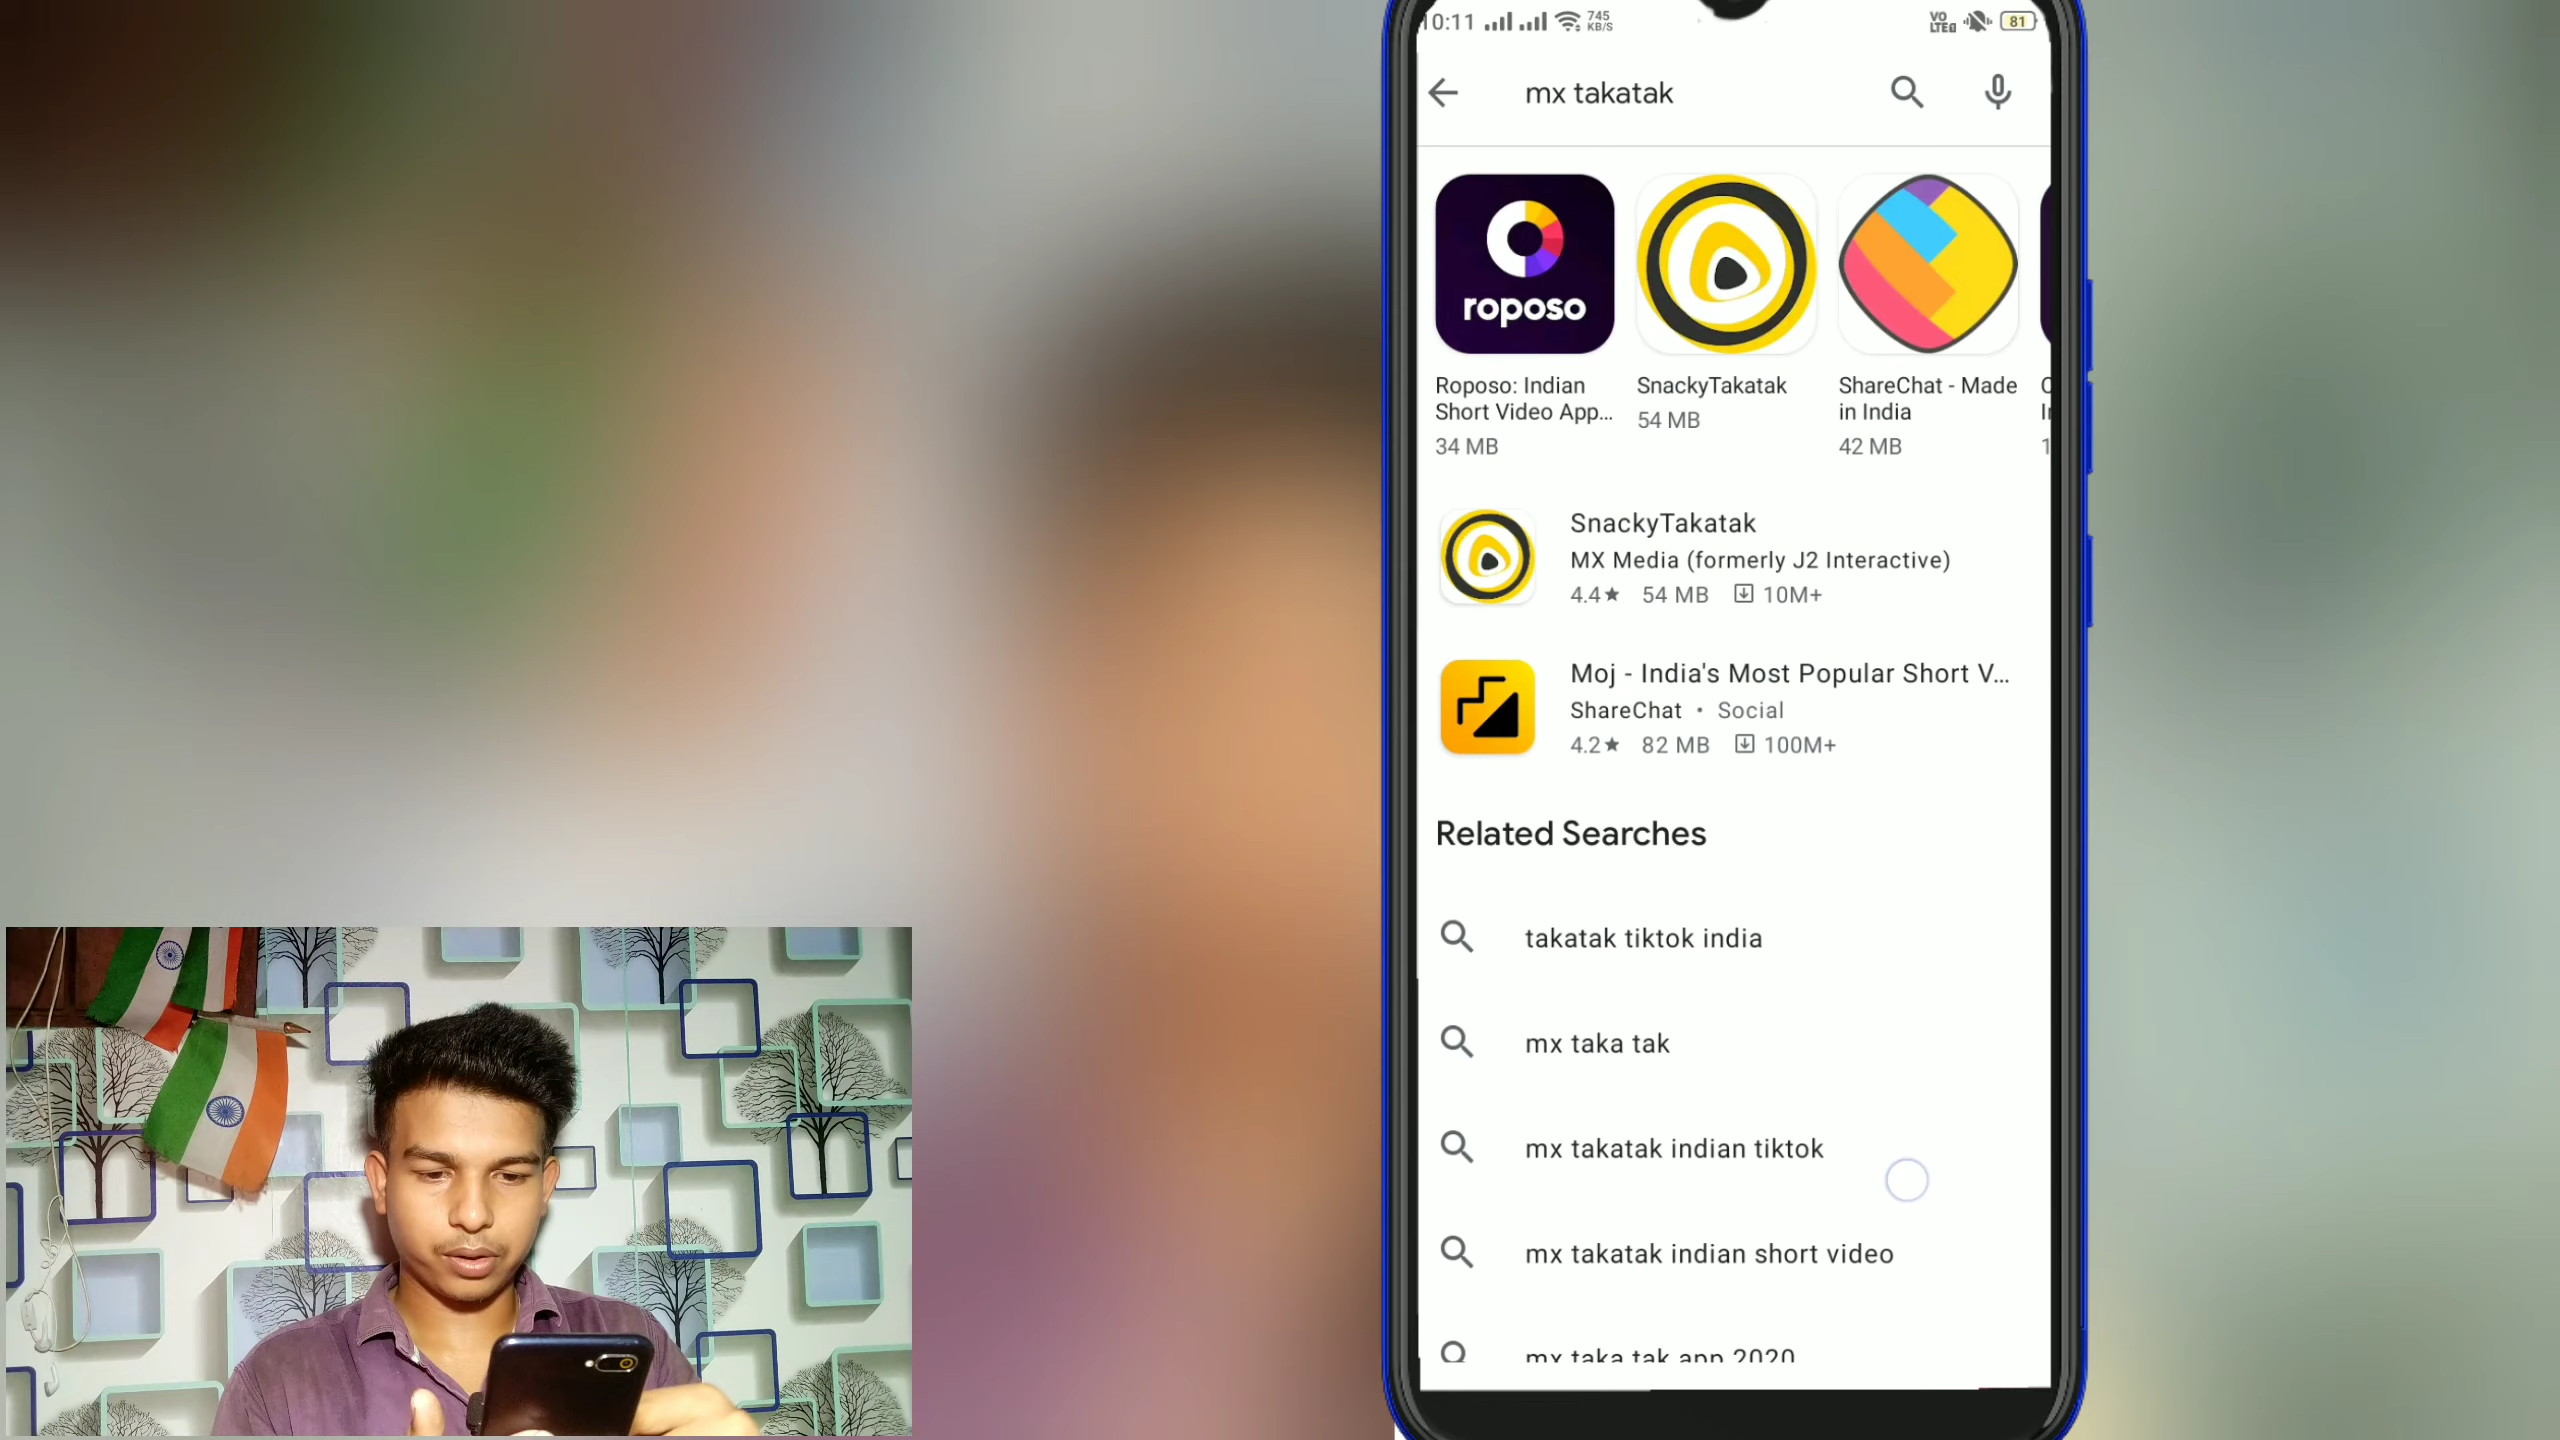 10:11 745 KB/S VO LTE 81
mx takatak
roposo
Roposo: Indian
Short Video App...
34 MB
SnackyTakatak
54 MB
ShareChat - Made
in India
42 MB
SnackyTakatak
MX Media (formerly J2 Interactive)
4.4★ 54 MB 10M+
Moj - India's Most Popular Short V...
ShareChat • Social
4.2★ 82 MB 100M+
Related Searches
takatak tiktok india
mx taka tak
mx takatak indian tiktok
mx takatak indian short video
mx taka tak app 2020